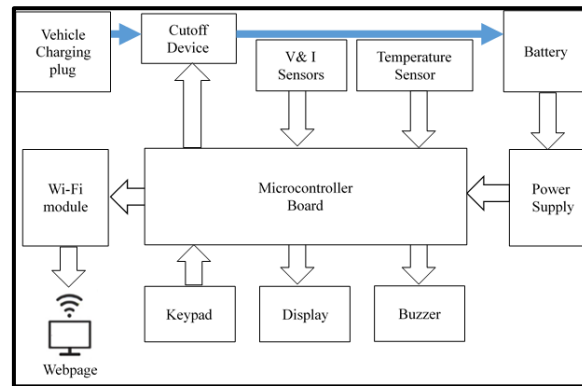 Vehicle
Charging
plug
Cutoff
Device
V& I
Sensors
Temperature
Sensor
Battery
Wi-Fi
module
Microcontroller
Board
Power
Supply
Keypad
Display
Buzzer
Webpage